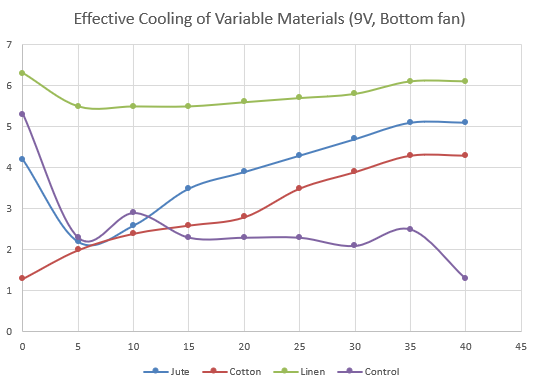 Effective Cooling of Variable Materials (9V, Bottom fan)
7
6
5
4
3
2
1
0
0 5 10 15 20 25 30 35 40 45
Jute Cotton Linen Control